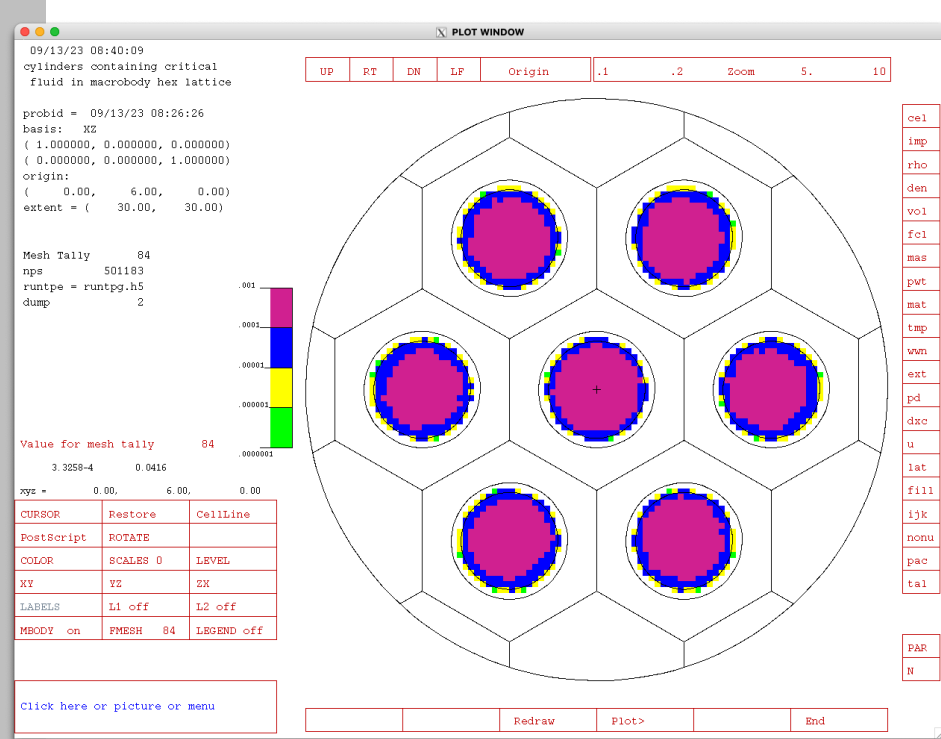 PLOT WINDOW
09/13/23 08:40:09
cylinders containing critical
fluid in macrobody hex lattice
probid = 09/13/23 08:26:26
basis: XZ
( 1.000000, 0.000000, 0.000000)
( 0.000000, 0.000000, 1.000000)
origin:
( 0.00, 6.00, 0.00)
extent = ( 30.00, 30.00)
Mesh Tally 84
nps 501183
runtpe = runtpg.h5
dump 2
.001
.0001
.00001
.000001
.0000001
Value for mesh tally 84
3.3258-4 0.0416
xyz = 0.00, 6.00, 0.00
CURSOR Restore CellLine
PostScript ROTATE
COLOR SCALES 0 LEVEL
XY YZ ZX
LABELS L1 off L2 off
MBODY on FMESH 84 LEGEND off
Click here or picture or menu
UP RT DN LF Origin .1 .2 Zoom 5. 10
cel
imp
rho
den
vol
fcl
mas
pwt
mat
tmp
wwn
ext
pd
dxc
u
lat
fill
ijk
nonu
pac
tal
PAR
N
Redraw Plot> End